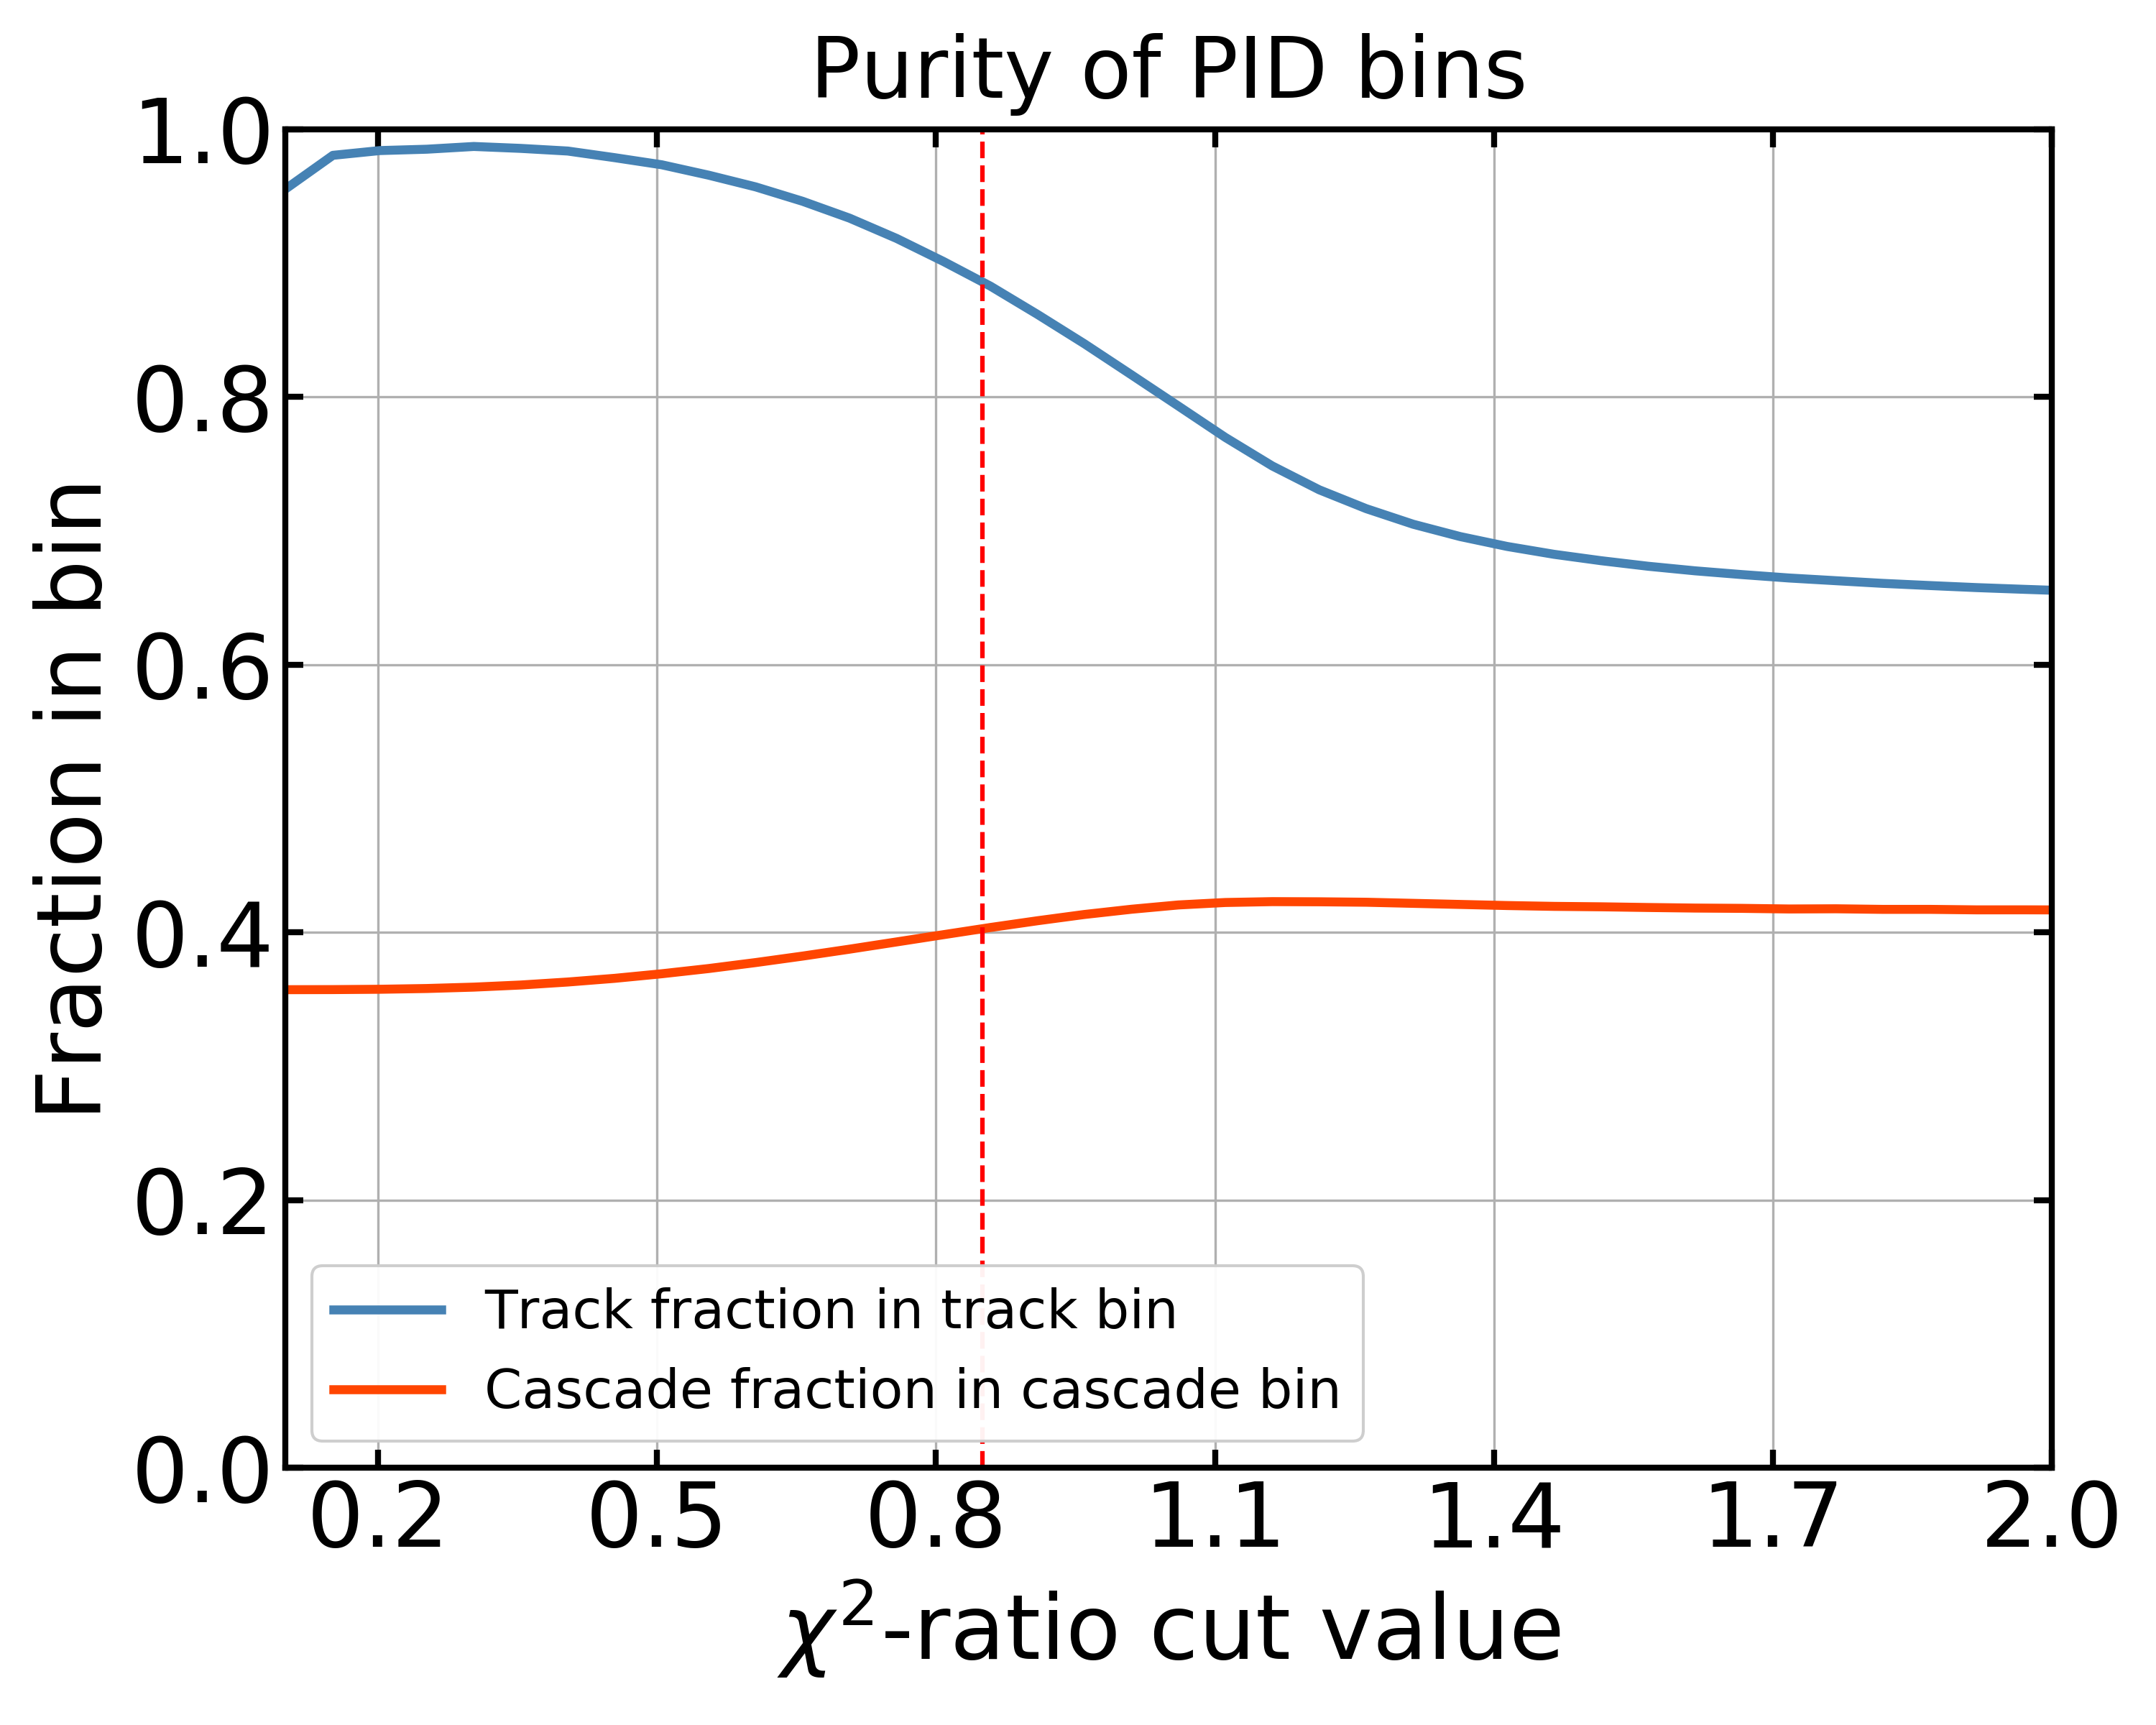 Purity of PID bins
Fraction in bin
1.0
0.8
0.6
0.4
0.2
0.0
Track fraction in track bin
Cascade fraction in cascade bin
0.2 0.5 0.8 1.1 1.4 1.7 2.0
χ²-ratio cut value